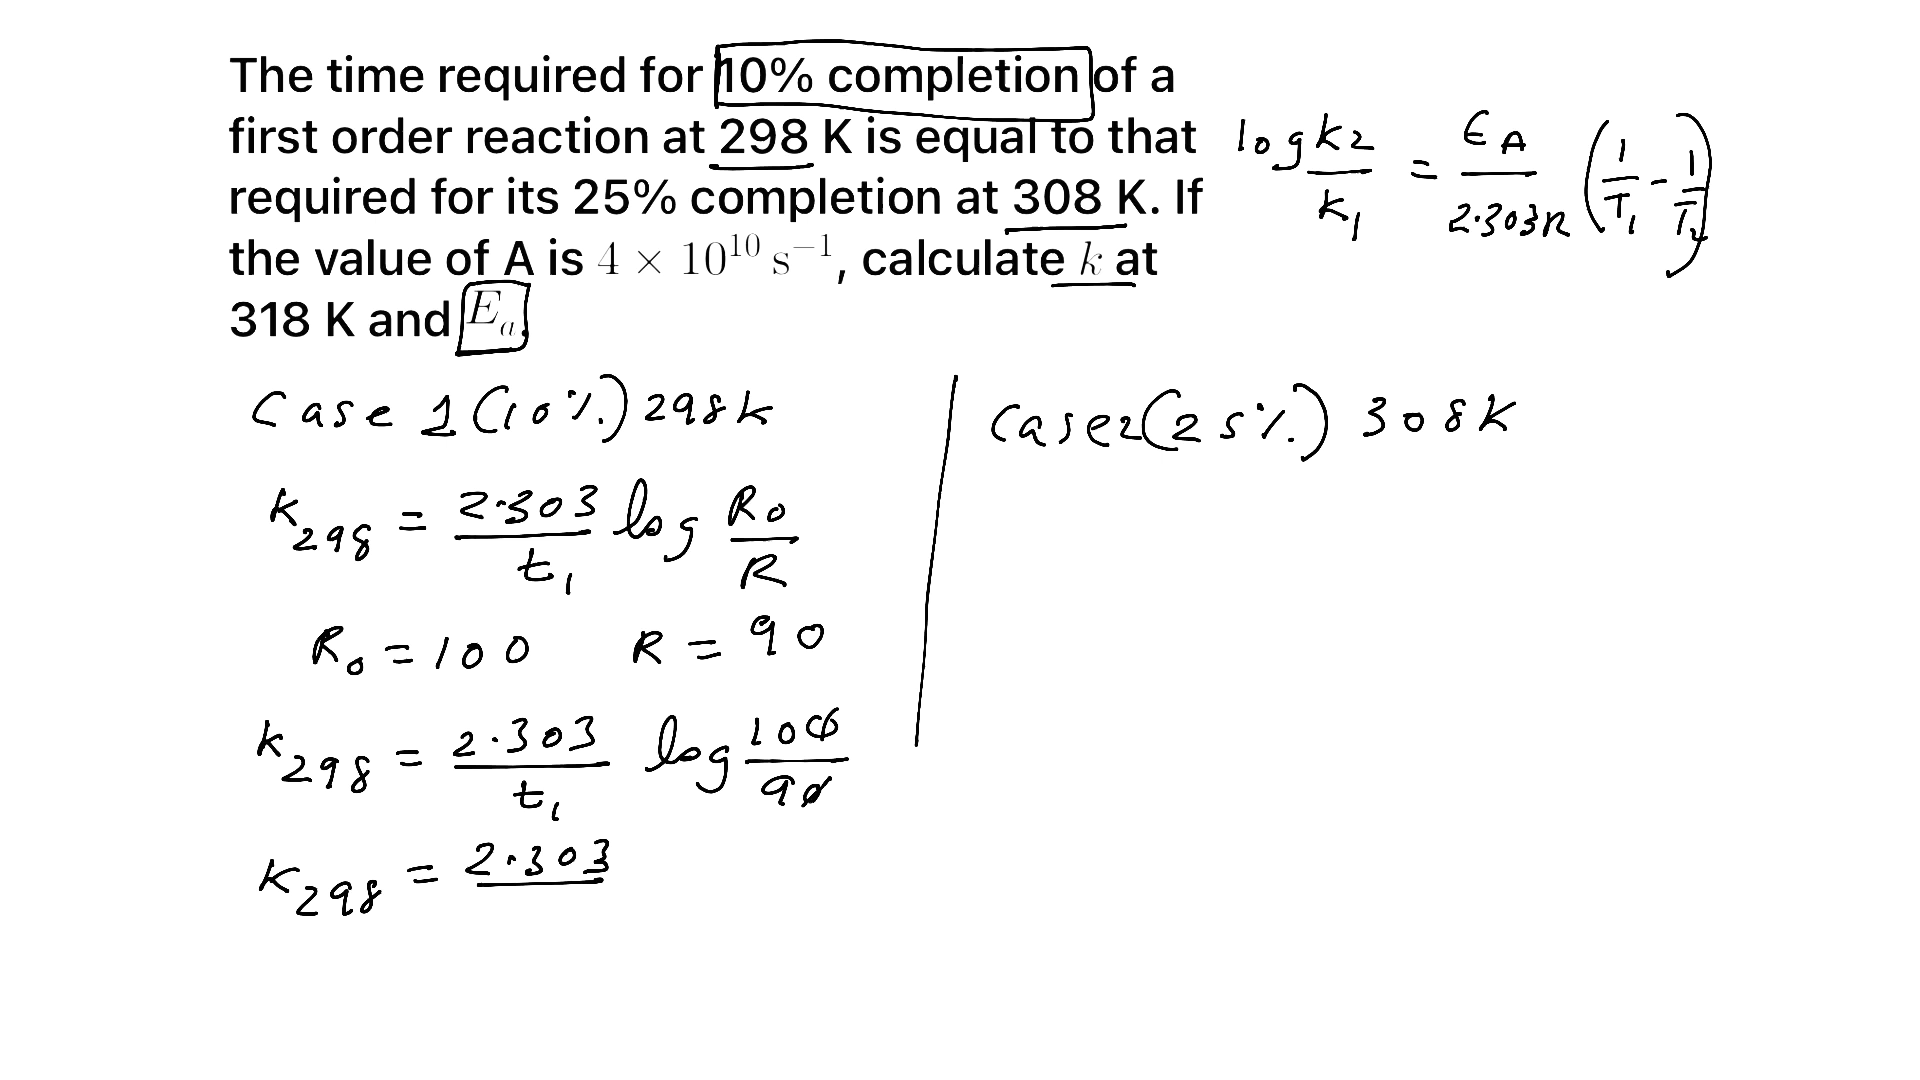 The time required for 10% completion of a
first order reaction at 298 K is equal to that
required for its 25% completion at 308 K. If
the value of A is 4 × 10¹⁰ s⁻¹, calculate k at
318 K and Eₐ.
log k2/k1 = EA/2.303R (1/T1 - 1/T2)
Case 1 (10%) 298k
k298 = 2.303/t1 log R0/R
R0 = 100 R = 90
k298 = 2.303/t1 log 100/90
k298 = 2.303
Case2 (25%) 308K